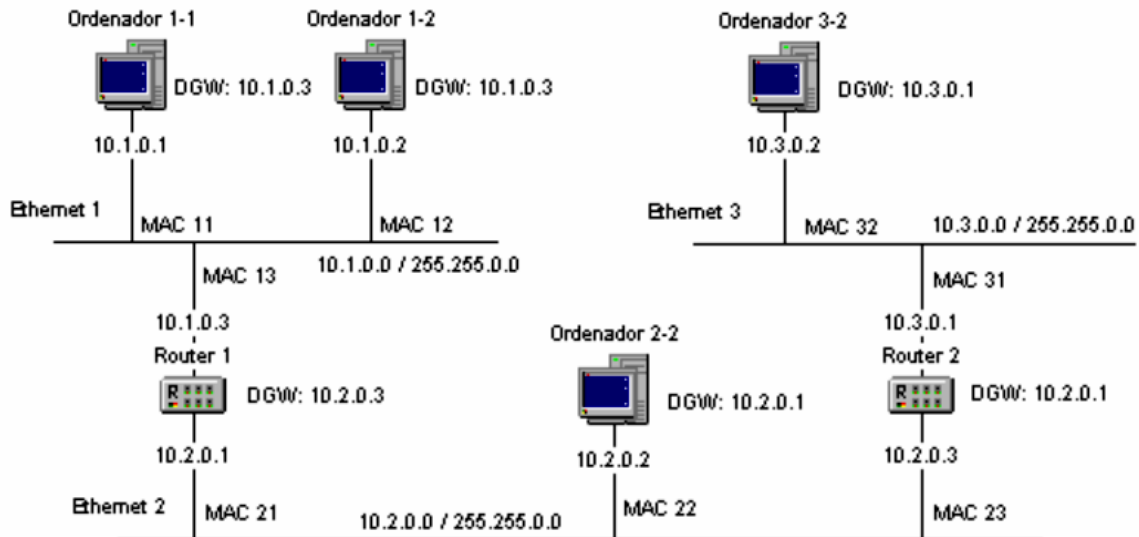 Ordenador 1-1
Ordenador 1-2
Ordenador 3-2
DGW: 10.1.0.3
DGW: 10.1.0.3
DGW: 10.3.0.1
10.1.0.1
10.1.0.2
10.3.0.2
Ethernet 1
MAC 11
MAC 12
Ethernet 3
MAC 32
10.3.0.0 / 255.255.0.0
10.1.0.0 / 255.255.0.0
MAC 13
MAC 31
10.1.0.3
10.3.0.1
Router 1
Ordenador 2-2
Router 2
R
DGW: 10.2.0.3
DGW: 10.2.0.1
R
DGW: 10.2.0.1
10.2.0.1
10.2.0.2
10.2.0.3
Ethernet 2
MAC 21
10.2.0.0 / 255.255.0.0
MAC 22
MAC 23